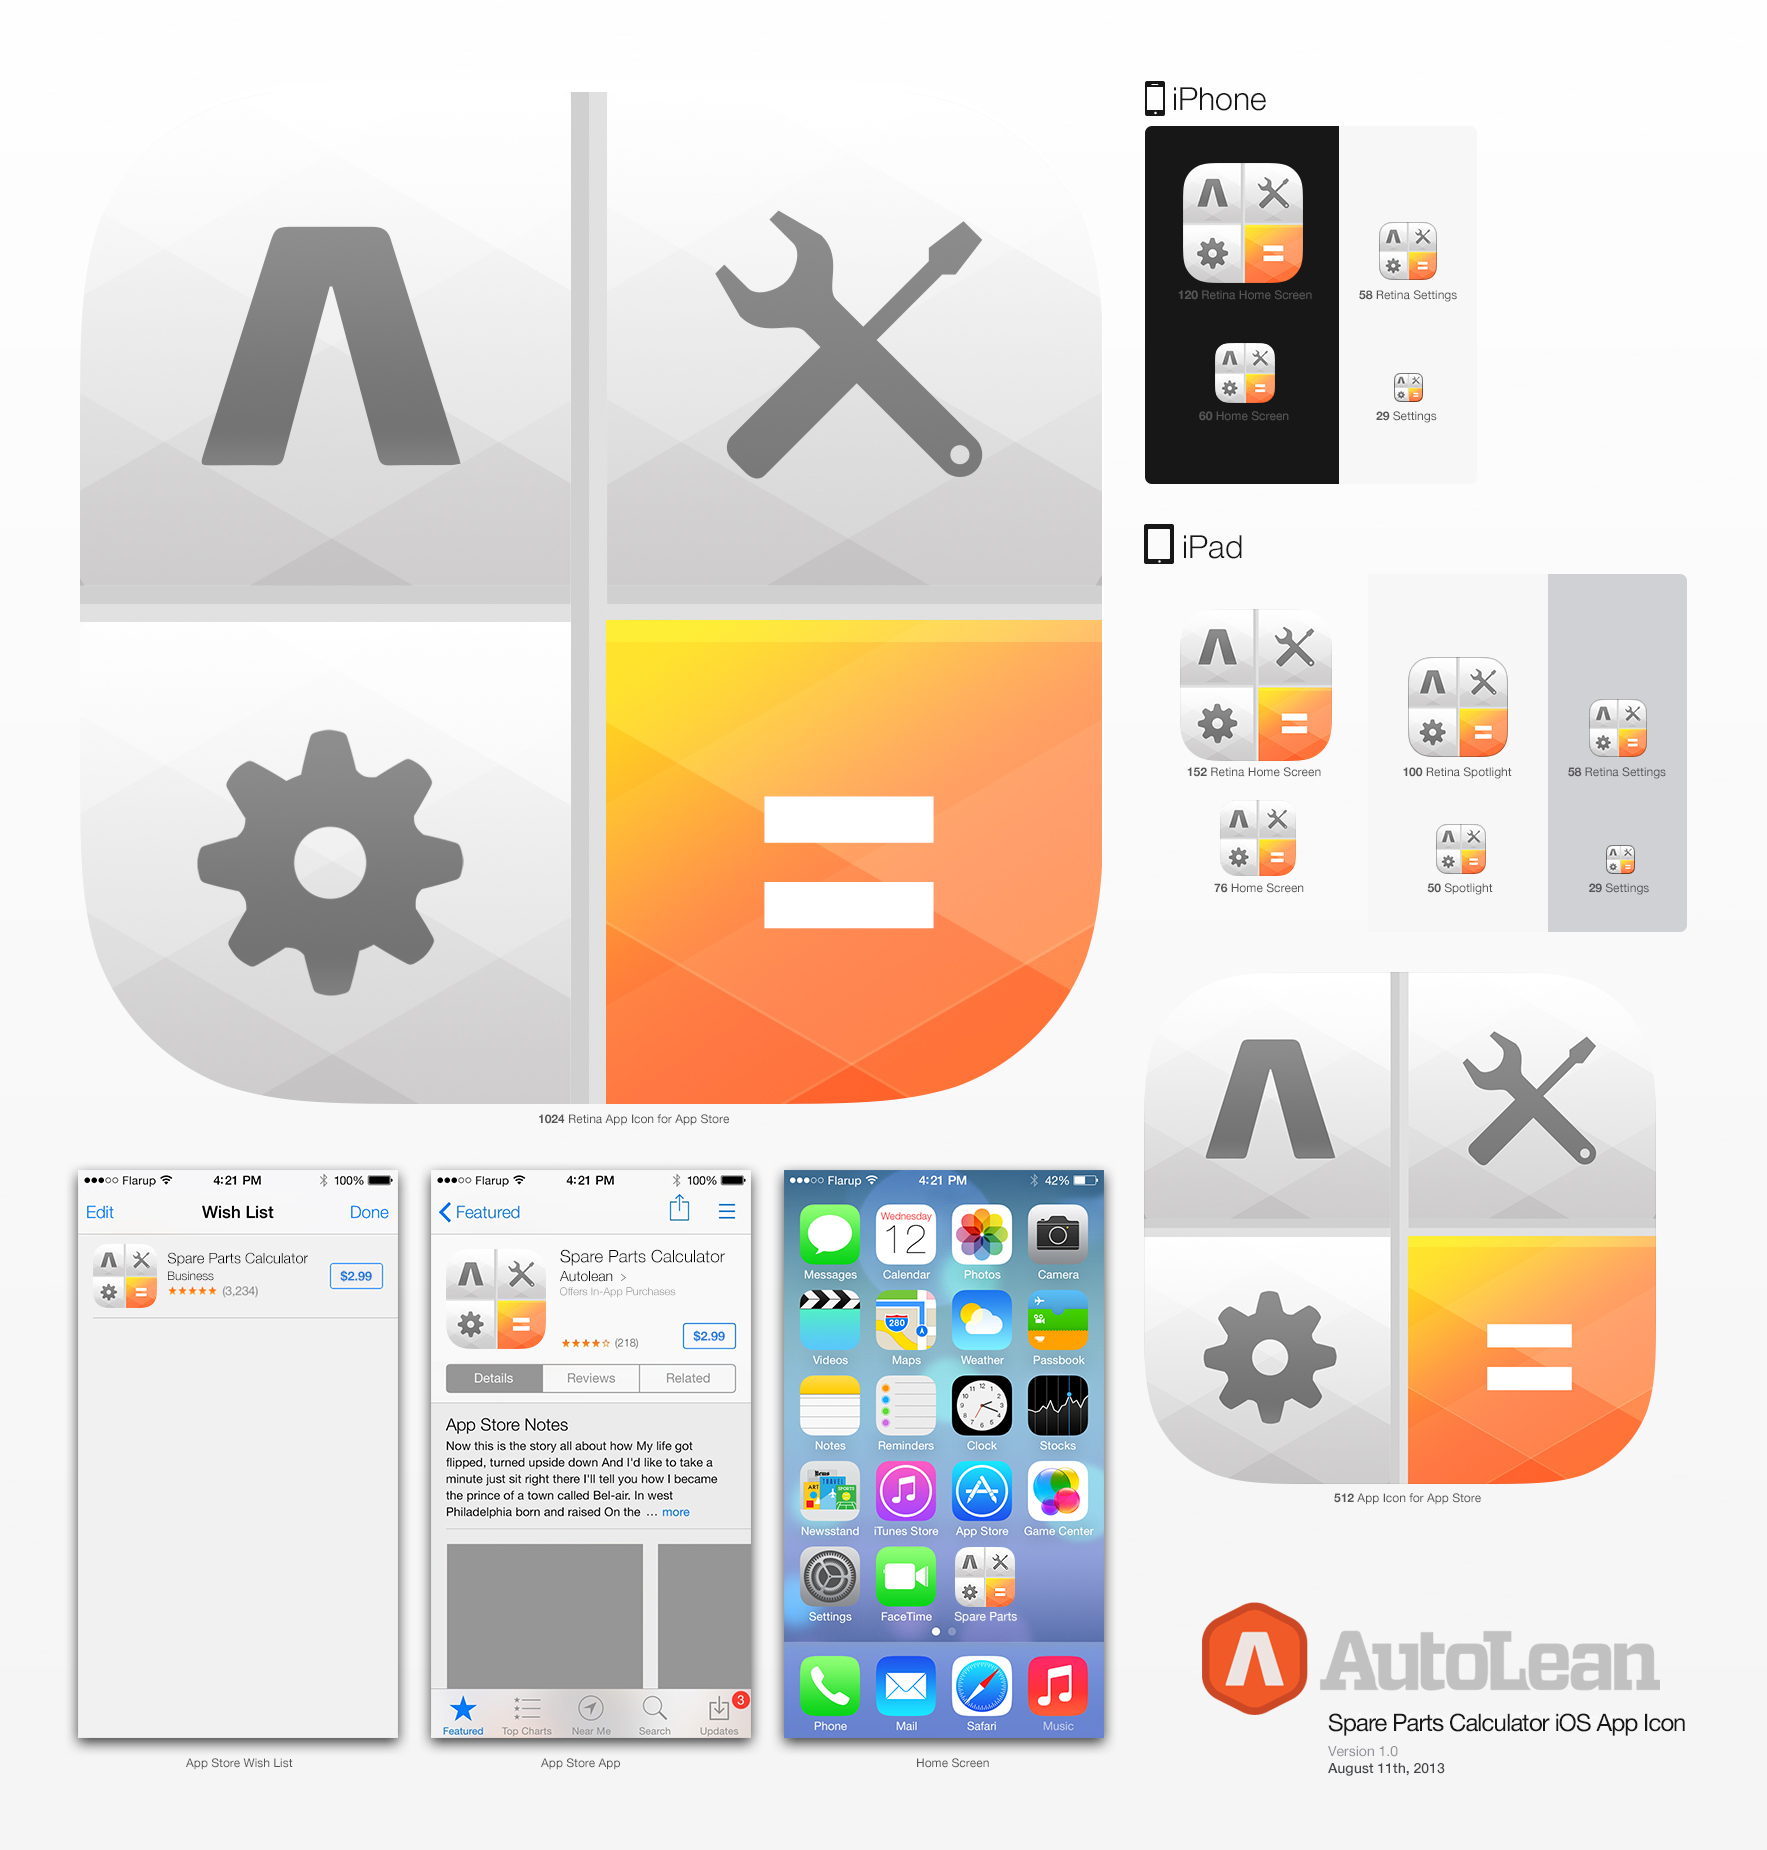 iPhone
120 Retina Home Screen
58 Retina Settings
60 Home Screen
29 Settings
iPad
152 Retina Home Screen
100 Retina Spotlight
58 Retina Settings
76 Home Screen
50 Spotlight
29 Settings
1024 Retina App Icon for App Store
512 App Icon for App Store
Flarup
4:21 PM
100%
Edit
Wish List
Done
Spare Parts Calculator
Business
(3,234)
$2.99
App Store Wish List
Flarup
4:21 PM
100%
Featured
Spare Parts Calculator
Autolean >
Offers In-App Purchases
(218)
$2.99
Details
Reviews
Related
App Store Notes
Now this is the story all about how My life got
flipped, turned upside down And I'd like to take a
minute just sit right there I'll tell you how I became
the prince of a town called Bel-air. In west
Philadelphia born and raised On the ... more
Featured
Top Charts
Near Me
Search
Updates
3
App Store App
Flarup
4:21 PM
42%
Wednesday
12
Messages
Calendar
Photos
Camera
280
Videos
Maps
Weather
Passbook
Notes
Reminders
Clock
Stocks
Newsstand
iTunes Store
App Store
Game Center
Settings
FaceTime
Spare Parts
Phone
Mail
Safari
Music
Home Screen
AutoLean
Spare Parts Calculator iOS App Icon
Version 1.0
August 11th, 2013